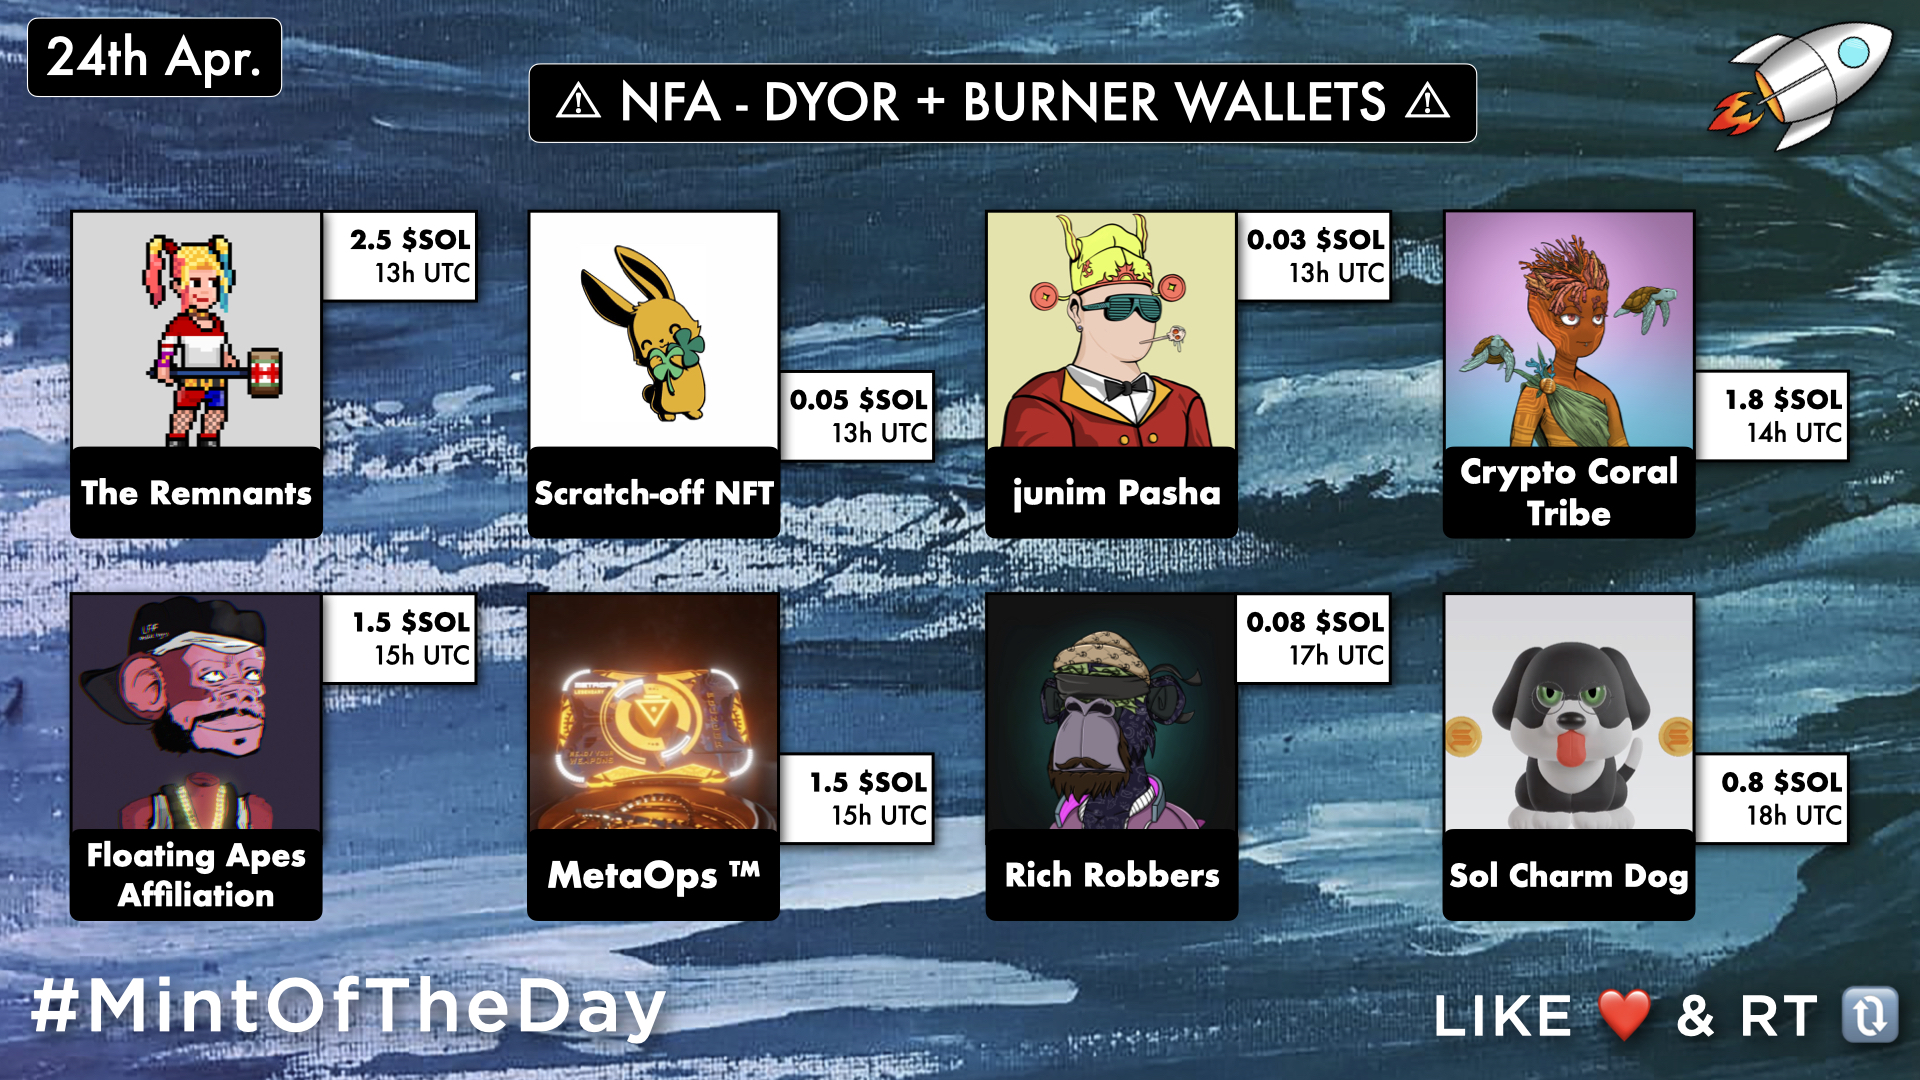 24th Apr.
⚠ NFA - DYOR + BURNER WALLETS ⚠
2.5 $SOL
13h UTC
The Remnants
0.05 $SOL
13h UTC
Scratch-off NFT
0.03 $SOL
13h UTC
junim Pasha
1.8 $SOL
14h UTC
Crypto Coral
Tribe
1.5 $SOL
15h UTC
Floating Apes
Affiliation
1.5 $SOL
15h UTC
MetaOps ™
0.08 $SOL
17h UTC
Rich Robbers
0.8 $SOL
18h UTC
Sol Charm Dog
#MintOfTheDay
LIKE ❤️ & RT 🔃